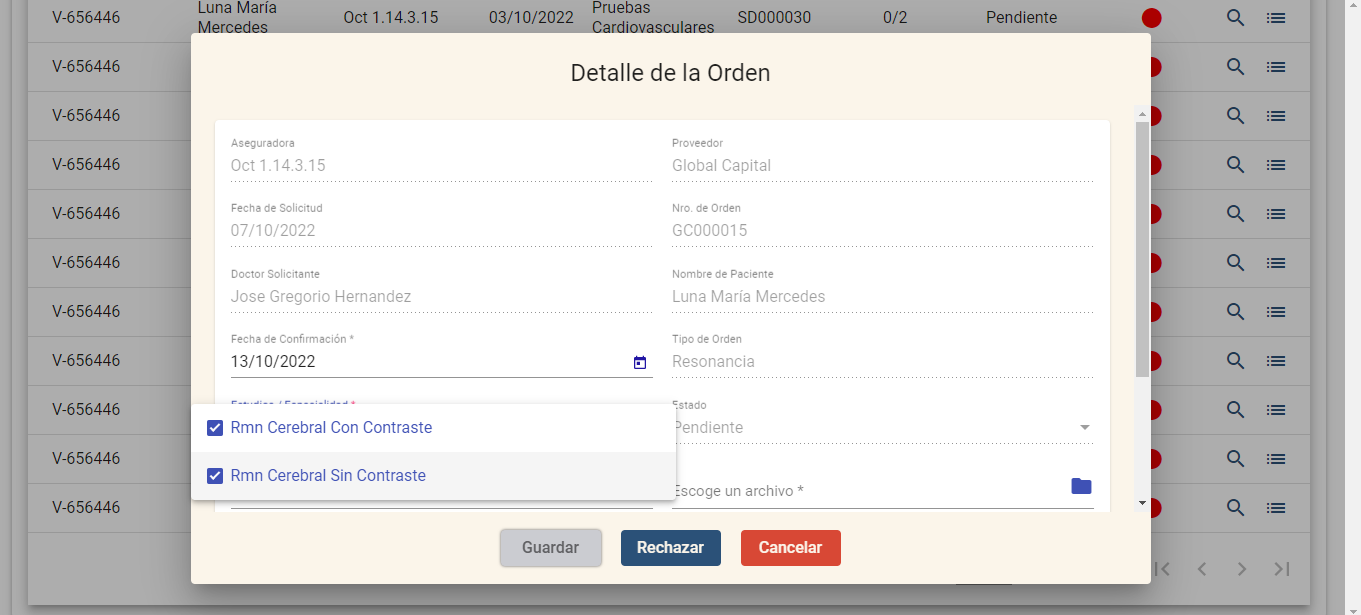 Luna María Mercedes Oct 1.14.3.15 03/10/2022 Pruebas Cardiovasculares SD000030 0/2 Pendiente
V-656446
V-656446
V-656446
V-656446
V-656446
V-656446
V-656446
V-656446
V-656446
V-656446
Detalle de la Orden
Aseguradora
Oct 1.14.3.15
Proveedor
Global Capital
Fecha de Solicitud
07/10/2022
Nro. de Orden
GC000015
Doctor Solicitante
Jose Gregorio Hernandez
Nombre de Paciente
Luna María Mercedes
Fecha de Confirmación *
13/10/2022
Tipo de Orden
Resonancia
Estudios / Especialidad *
Rmn Cerebral Con Contraste
Rmn Cerebral Sin Contraste
Estado
Pendiente
Escoge un archivo *
Guardar Rechazar Cancelar